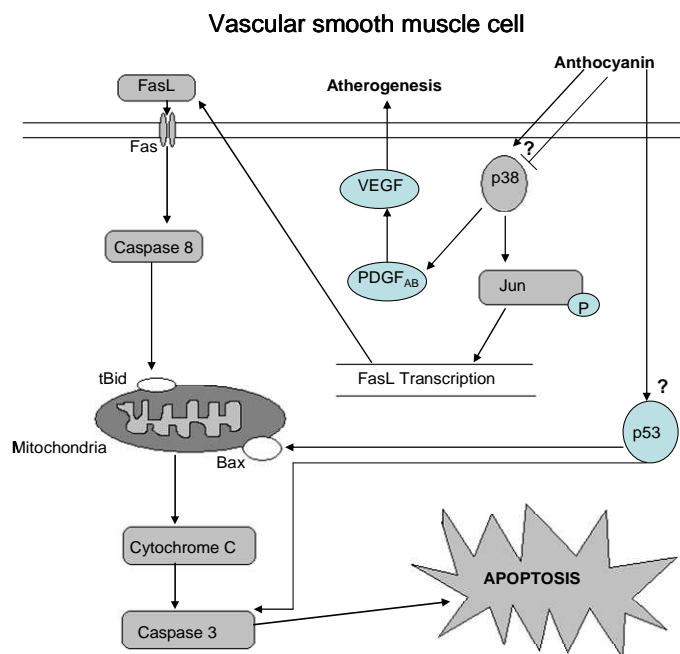 Vascular smooth muscle cell
FasL
Atherogenesis
Anthocyanin
Fas
?
VEGF
p38
Caspase 8
PDGFAB
Jun
P
tBid
FasL Transcription
?
p53
Mitochondria
Bax
Cytochrome C
APOPTOSIS
Caspase 3